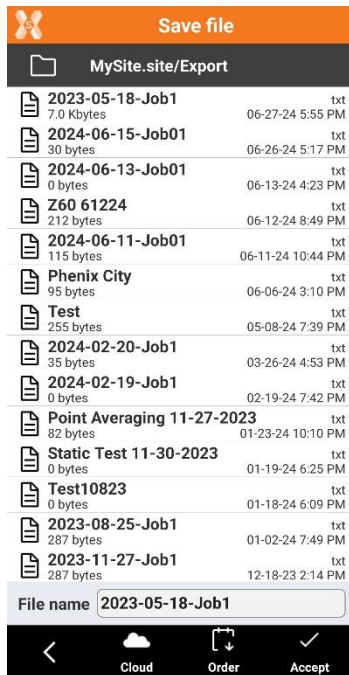 Save file
MySite.site/Export
2023-05-18-Job1 txt
7.0 Kbytes 06-27-24 5:55 PM
2024-06-15-Job01 txt
30 bytes 06-26-24 5:17 PM
2024-06-13-Job01 txt
0 bytes 06-13-24 4:23 PM
Z60 61224 txt
212 bytes 06-12-24 8:49 PM
2024-06-11-Job01 txt
115 bytes 06-11-24 10:44 PM
Phenix City txt
95 bytes 06-06-24 3:10 PM
Test txt
255 bytes 05-08-24 7:39 PM
2024-02-20-Job1 txt
35 bytes 03-26-24 4:53 PM
2024-02-19-Job1 txt
0 bytes 02-19-24 7:42 PM
Point Averaging 11-27-2023 txt
82 bytes 01-23-24 10:10 PM
Static Test 11-30-2023 txt
0 bytes 01-19-24 6:25 PM
Test10823 txt
0 bytes 01-18-24 6:09 PM
2023-08-25-Job1 txt
287 bytes 01-02-24 7:49 PM
2023-11-27-Job1 txt
287 bytes 12-18-23 2:14 PM
File name 2023-05-18-Job1
Cloud Order Accept